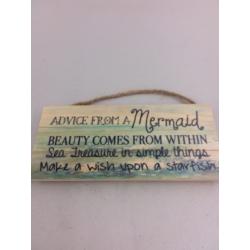 ADVICE FROM A Mermaid
BEAUTY COMES FROM WITHIN
Sea Treasure in simple things
Make a wish upon a starfish